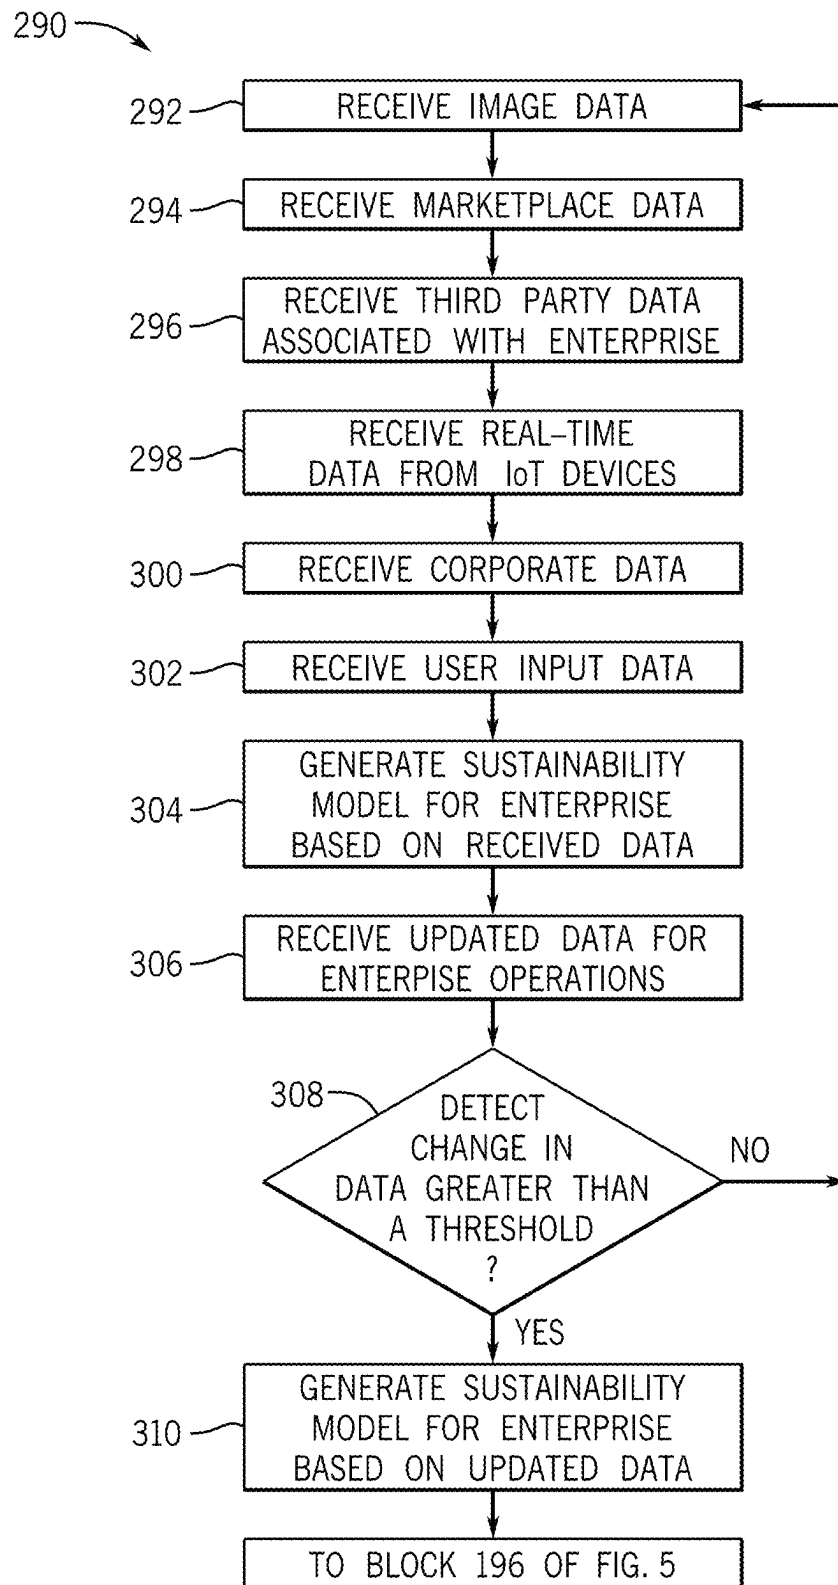 290
292
RECEIVE IMAGE DATA
294
RECEIVE MARKETPLACE DATA
296
RECEIVE THIRD PARTY DATA
ASSOCIATED WITH ENTERPRISE
298
RECEIVE REAL–TIME
DATA FROM IoT DEVICES
300
RECEIVE CORPORATE DATA
302
RECEIVE USER INPUT DATA
304
GENERATE SUSTAINABILITY
MODEL FOR ENTERPRISE
BASED ON RECEIVED DATA
306
RECEIVE UPDATED DATA FOR
ENTERPISE OPERATIONS
308
DETECT
CHANGE IN
DATA GREATER THAN
A THRESHOLD
?
NO
YES
310
GENERATE SUSTAINABILITY
MODEL FOR ENTERPRISE
BASED ON UPDATED DATA
TO BLOCK 196 OF FIG. 5